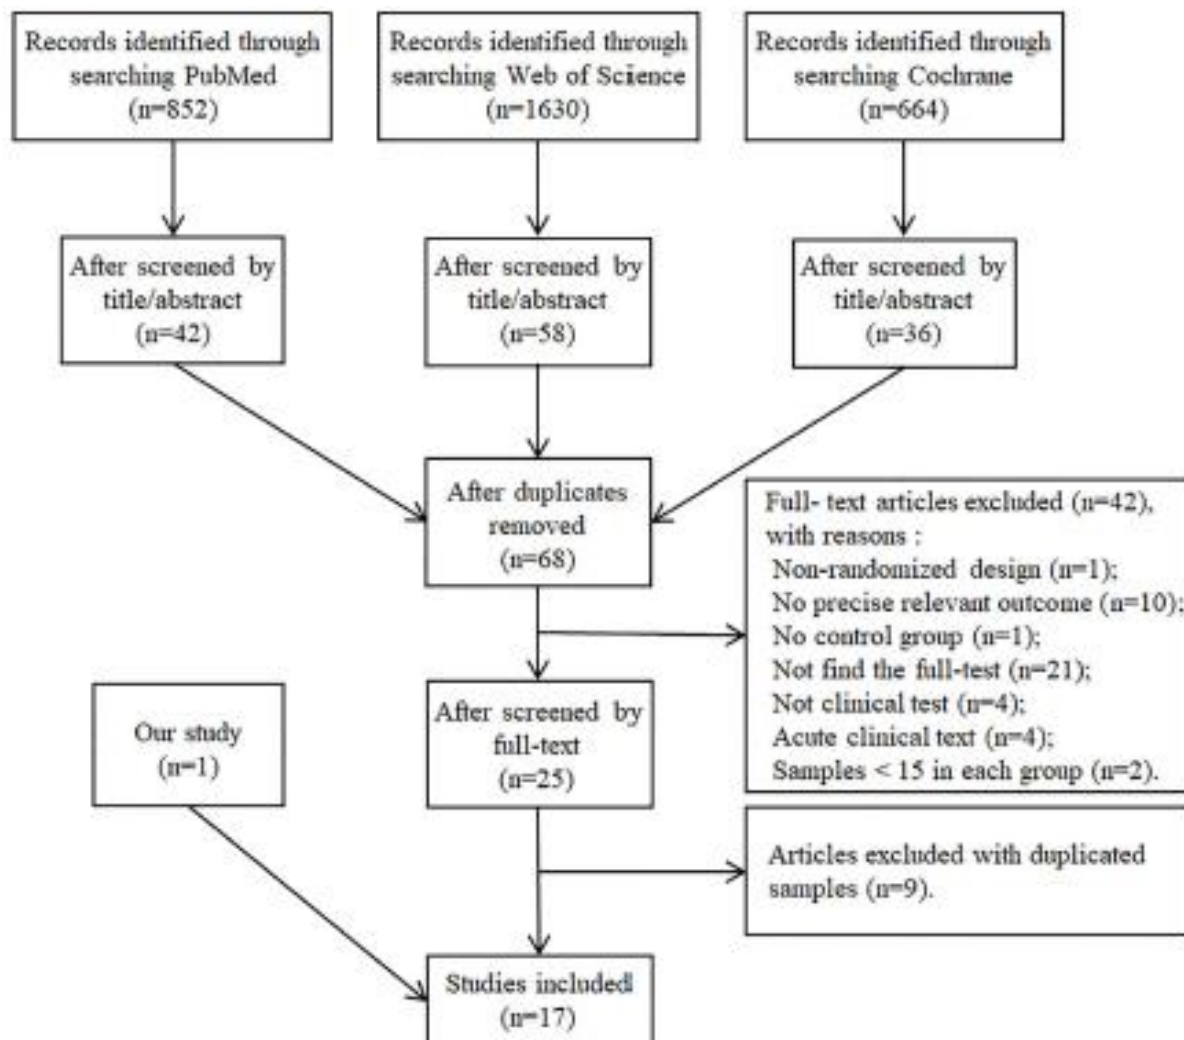 Records identified through
searching PubMed
(n=852)
Records identified through
searching Web of Science
(n=1630)
Records identified through
searching Cochrane
(n=664)
After screened by
title/abstract
(n=42)
After screened by
title/abstract
(n=58)
After screened by
title/abstract
(n=36)
After duplicates
removed
(n=68)
Full- text articles excluded (n=42),
with reasons :
Non-randomized design (n=1);
No precise relevant outcome (n=10);
No control group (n=1);
Not find the full-test (n=21);
Not clinical test (n=4);
Acute clinical text (n=4);
Samples < 15 in each group (n=2).
Our study
(n=1)
After screened by
full-text
(n=25)
Articles excluded with duplicated
samples (n=9).
Studies included
(n=17)